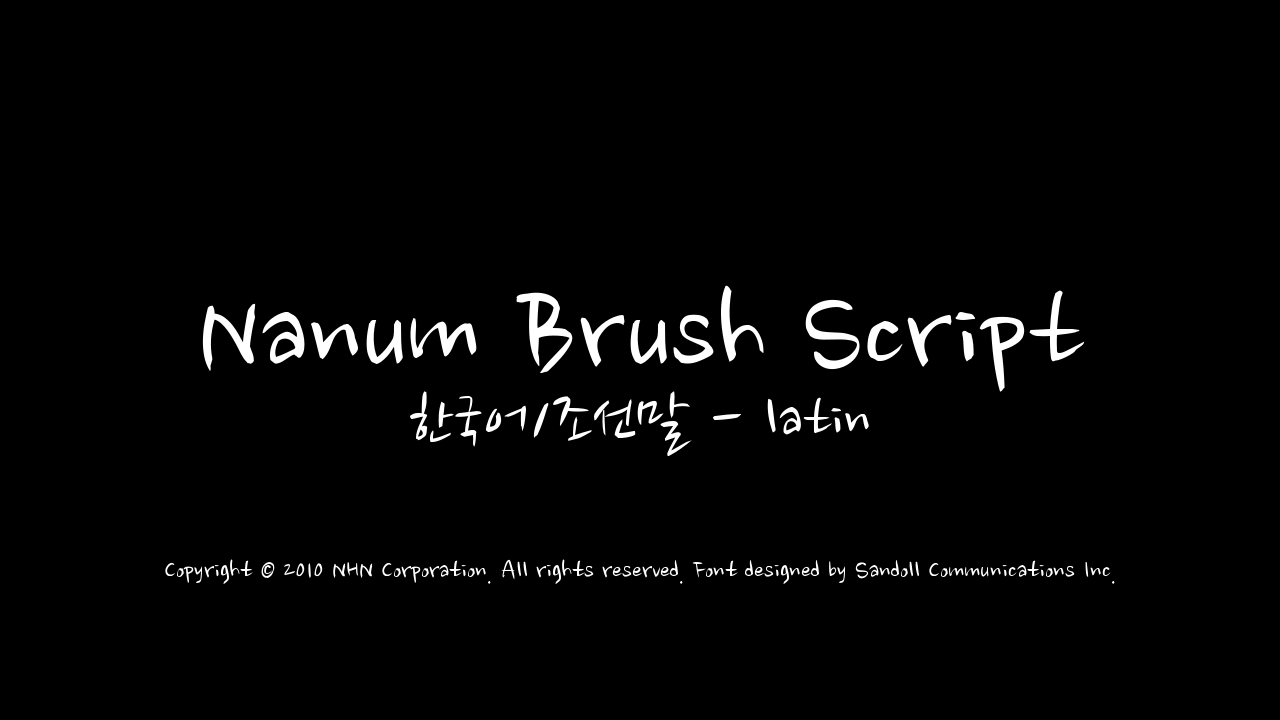 Nanum Brush Script
한국어/조선말 - latin
Copyright © 2010 NHN Corporation. All rights reserved. Font designed by Sandoll Communications Inc.